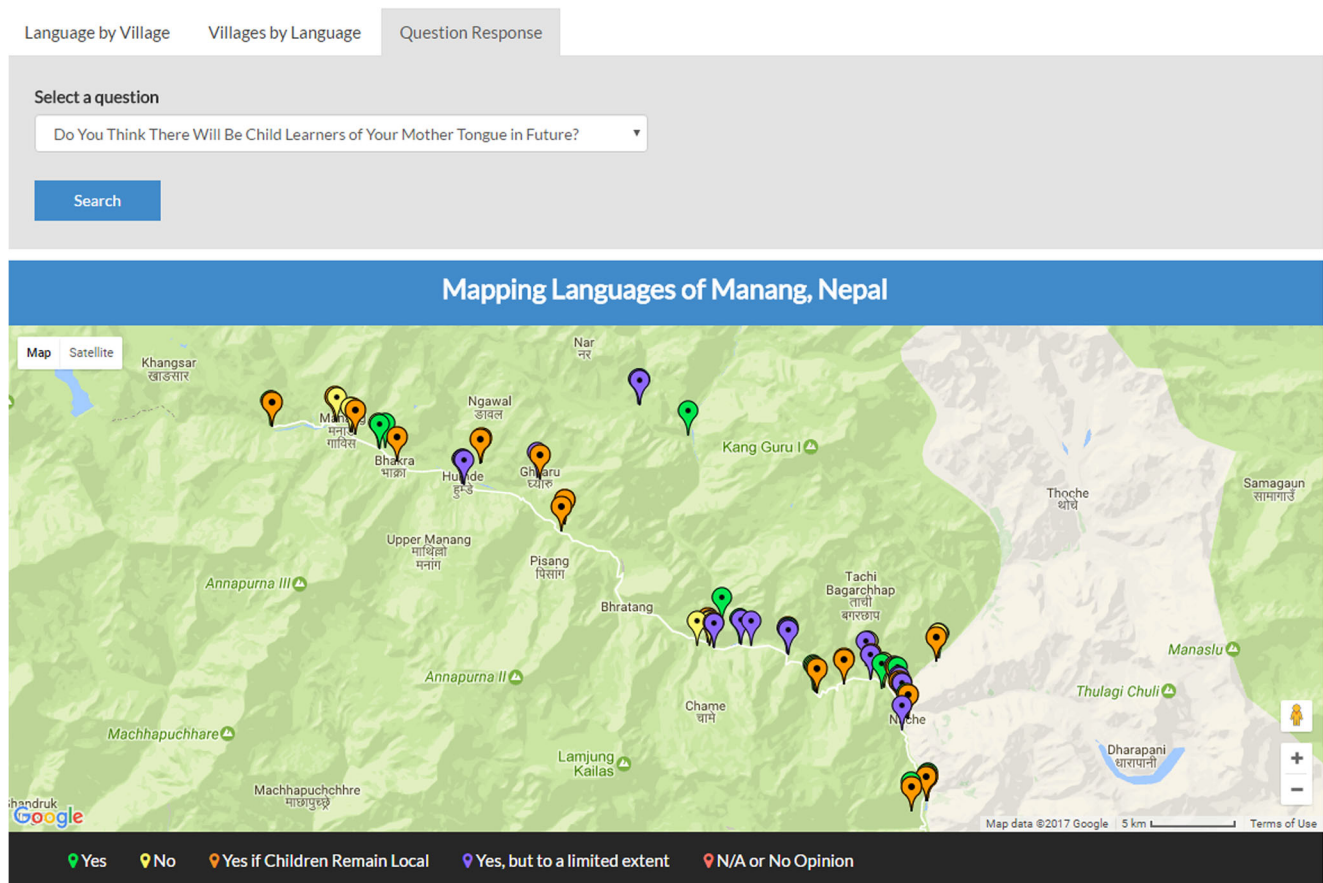 Language by Village
Villages by Language
Question Response
Select a question
Do You Think There Will Be Child Learners of Your Mother Tongue in Future?
Search
Mapping Languages of Manang, Nepal
Map
Satellite
Khangsar
खाङसार
Nar
नर
Ngawal
ङावल
मनाङ
गाविस
Bhakra
भाक्रा
हुम्डे
Ghyaru
घ्यारु
Kang Guru I
Thoche
थोचे
Samagaun
सामागाउँ
Upper Manang
माथिल्लो
मनांग
Pisang
पिसांग
Annapurna III
Bhratang
Tachi
Bagarchhap
ताची
बगरछाप
Manaslu
Annapurna II
Thulagi Chuli
Chame
चामे
Machhapuchhare
Dharapani
धारापानी
Lamjung
Kailas
Machhapuchchhre
माछापुछ्रे
Google
Map data ©2017 Google
5 km
Terms of Use
Yes
No
Yes if Children Remain Local
Yes, but to a limited extent
N/A or No Opinion